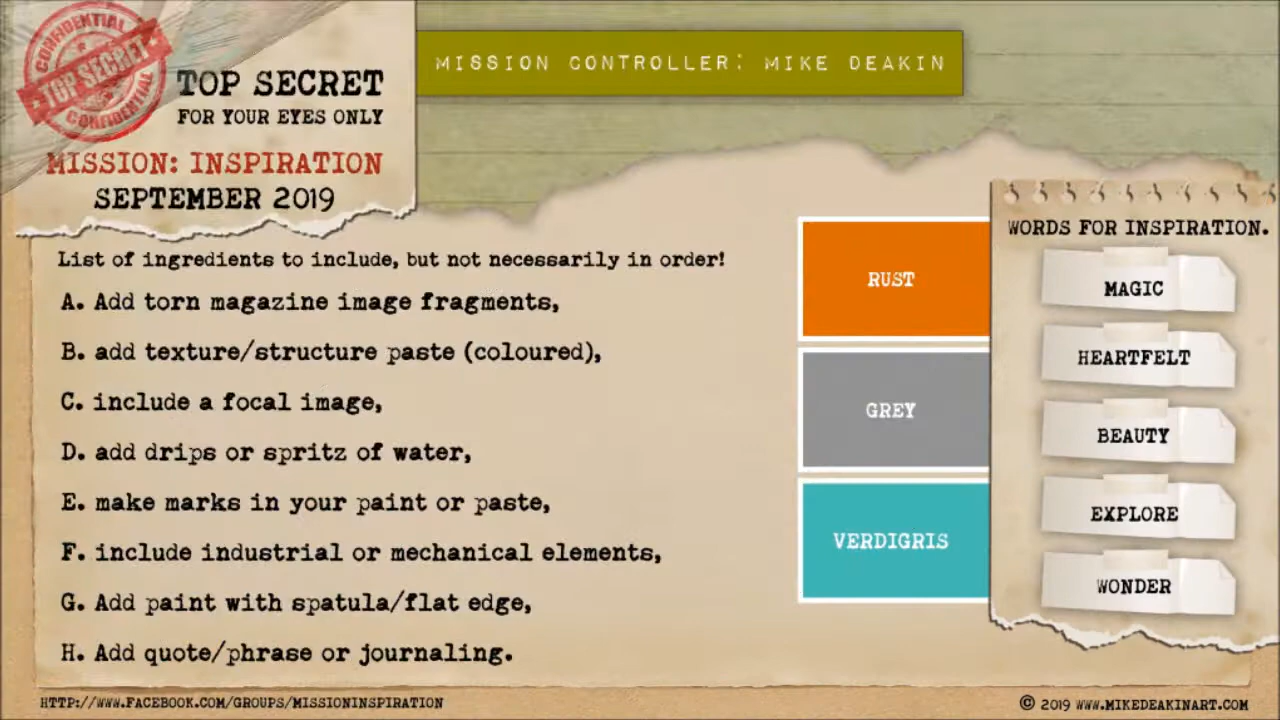 CONFIDENTIAL
TOP SECRET
CONFIDENTIAL
TOP SECRET
FOR YOUR EYES ONLY
MISSION: INSPIRATION
SEPTEMBER 2019
MISSION CONTROLLER: MIKE DEAKIN
List of ingredients to include, but not necessarily in order!
A. Add torn magazine image fragments,
B. add texture/structure paste (coloured),
C. include a focal image,
D. add drips or spritz of water,
E. make marks in your paint or paste,
F. include industrial or mechanical elements,
G. Add paint with spatula/flat edge,
H. Add quote/phrase or journaling.
RUST
GREY
VERDIGRIS
WORDS FOR INSPIRATION.
MAGIC
HEARTFELT
BEAUTY
EXPLORE
WONDER
HTTP://WWW.FACEBOOK.COM/GROUPS/MISSIONINSPIRATION
© 2019 WWW.MIKEDEAKINART.COM